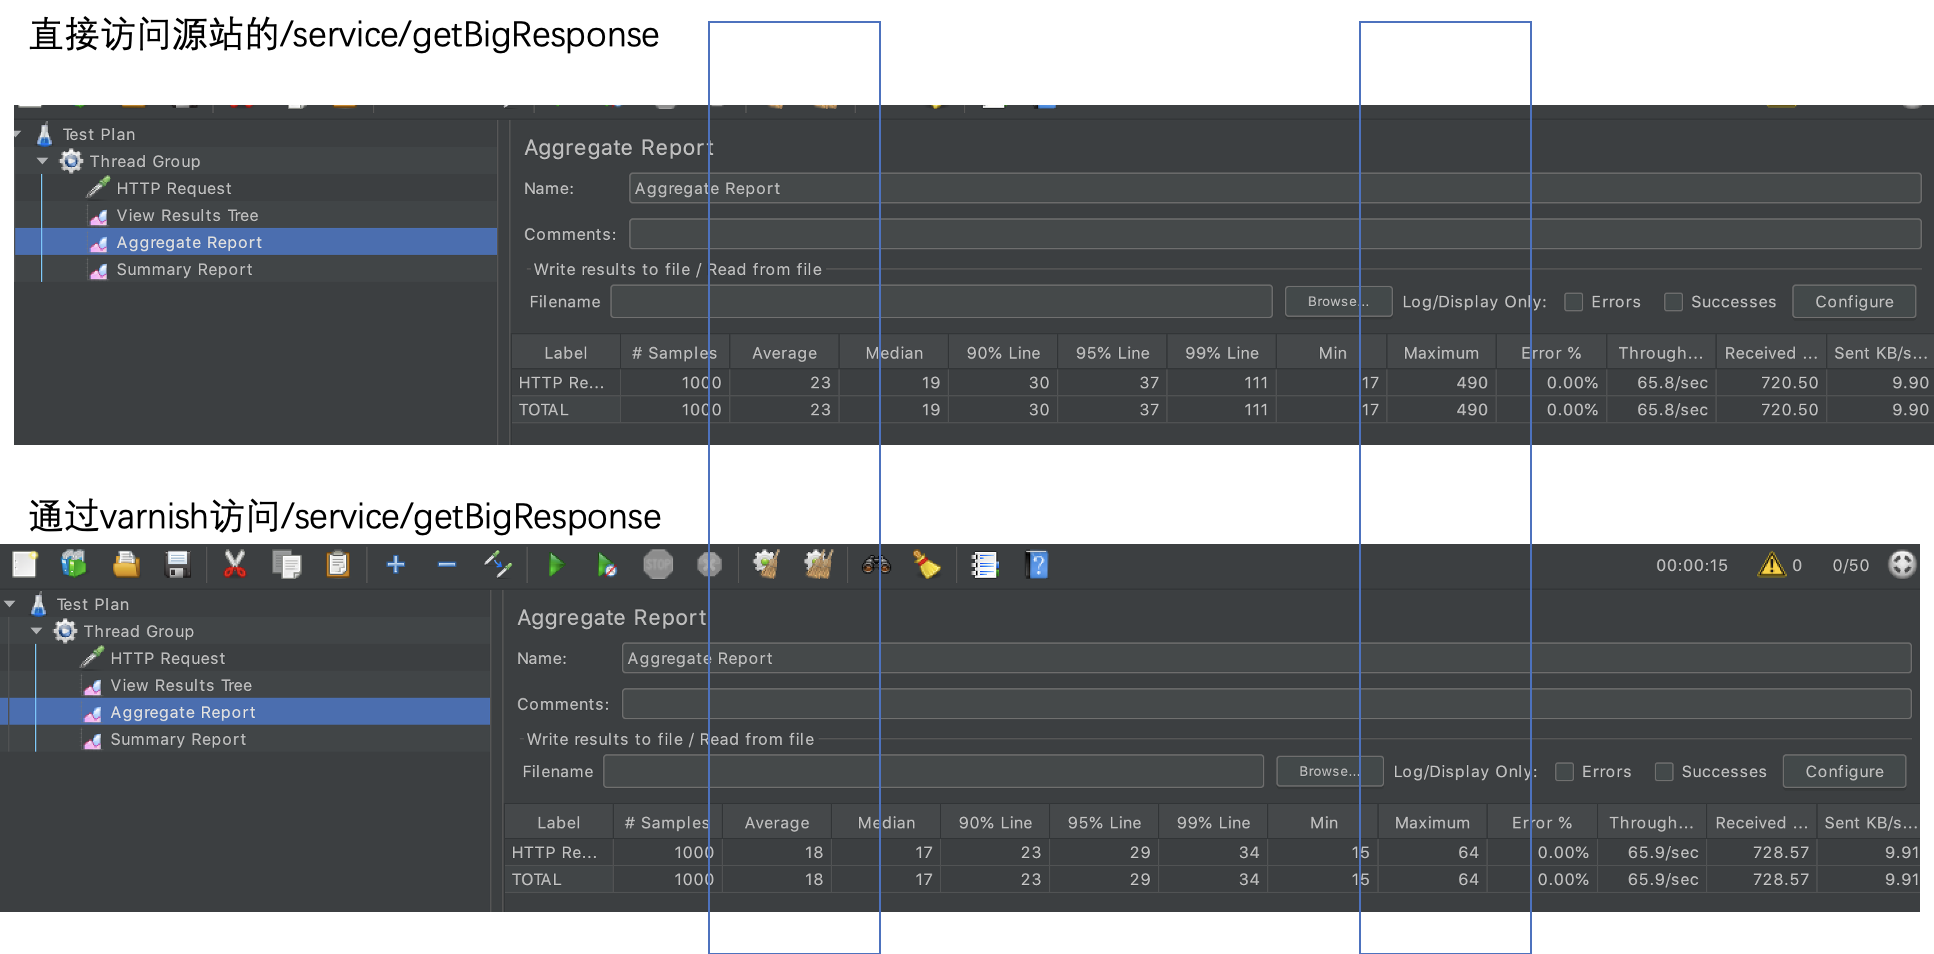 直接访问源站的/service/getBigResponse
Test Plan
Thread Group
HTTP Request
View Results Tree
Aggregate Report
Summary Report
Aggregate Report
Name: Aggregate Report
Comments:
Write results to file / Read from file
Filename Browse... Log/Display Only: Errors Successes Configure
Label # Samples Average Median 90% Line 95% Line 99% Line Min Maximum Error % Through... Received ... Sent KB/s...
HTTP Re... 1000 23 19 30 37 111 17 490 0.00% 65.8/sec 720.50 9.90
TOTAL 1000 23 19 30 37 111 17 490 0.00% 65.8/sec 720.50 9.90
通过varnish访问/service/getBigResponse
STOP 00:00:15 0 0/50
Test Plan
Thread Group
HTTP Request
View Results Tree
Aggregate Report
Summary Report
Aggregate Report
Name: Aggregate Report
Comments:
Write results to file / Read from file
Filename Browse... Log/Display Only: Errors Successes Configure
Label # Samples Average Median 90% Line 95% Line 99% Line Min Maximum Error % Through... Received ... Sent KB/s...
HTTP Re... 1000 18 17 23 29 34 15 64 0.00% 65.9/sec 728.57 9.91
TOTAL 1000 18 17 23 29 34 15 64 0.00% 65.9/sec 728.57 9.91